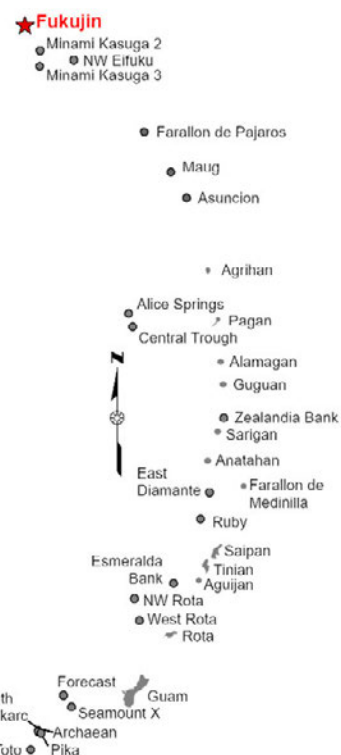 Fukujin
Minami Kasuga 2
NW Eifuku
Minami Kasuga 3
Farallon de Pajaros
Maug
Asuncion
Agrihan
Alice Springs
Pagan
Central Trough
N
Alamagan
Guguan
Zealandia Bank
Sarigan
Anatahan
East
Diamante
Farallon de
Medinilla
Ruby
Saipan
Esmeralda
Bank
Tinian
Aguijan
NW Rota
West Rota
Rota
Forecast
Guam
Seamount X
Archaean
Pika